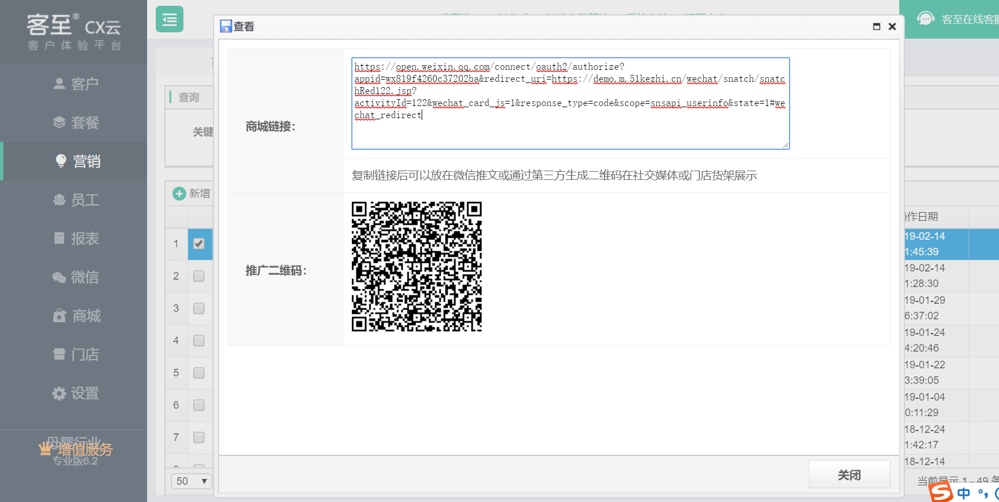 客至® CX云
客户体验平台
客户
套餐
营销
员工
报表
微信
商城
门店
设置
母婴行业
增值服务
专业版6.2
客至在线客服
查询
关键
新增
1
2
3
4
5
6
7
50
查看
商城链接：
https://open.weixin.qq.com/connect/oauth2/authorize?
appid=wx819f4260c37202ba&redirect_uri=https://demo.m.51kezhi.cn/wechat/snatch/snatc
hRed122.jsp?
activityId=122&wechat_card_js=1&response_type=code&scope=snsapi_userinfo&state=1#we
chat_redirect
复制链接后可以放在微信推文或通过第三方生成二维码在社交媒体或门店货架展示
推广二维码：
关闭
作日期
19-02-14
1:45:39
19-02-14
1:28:30
19-01-29
6:37:02
19-01-24
4:20:46
19-01-22
3:39:05
19-01-04
0:11:29
18-12-24
1:42:17
18-12-14
当前显示 1 - 49 条
中